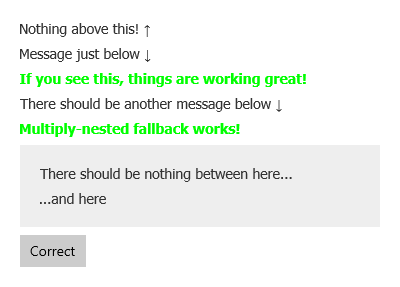 Nothing above this! ↑
Message just below ↓
If you see this, things are working great!
There should be another message below ↓
Multiply-nested fallback works!
There should be nothing between here...
...and here
Correct